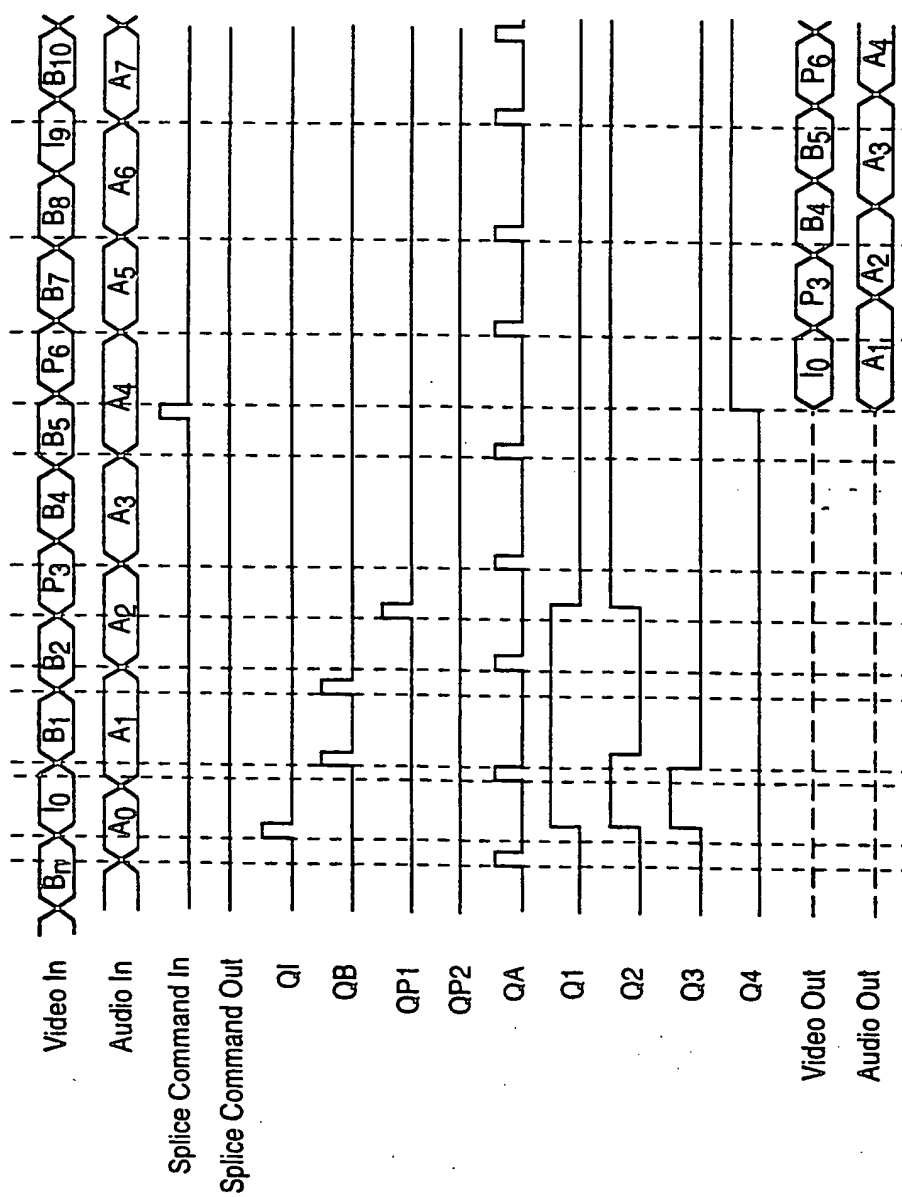 Video In Bn I0 B1 B2 P3 B4 B5 P6 B7 B8 I9 B10
Audio In A0 A1 A2 A3 A4 A5 A6 A7
Splice Command In
Splice Command Out
QI
QB
QP1
QP2
QA
Q1
Q2
Q3
Q4
Video Out I0 P3 B4 B5 P6
Audio Out A1 A2 A3 A4